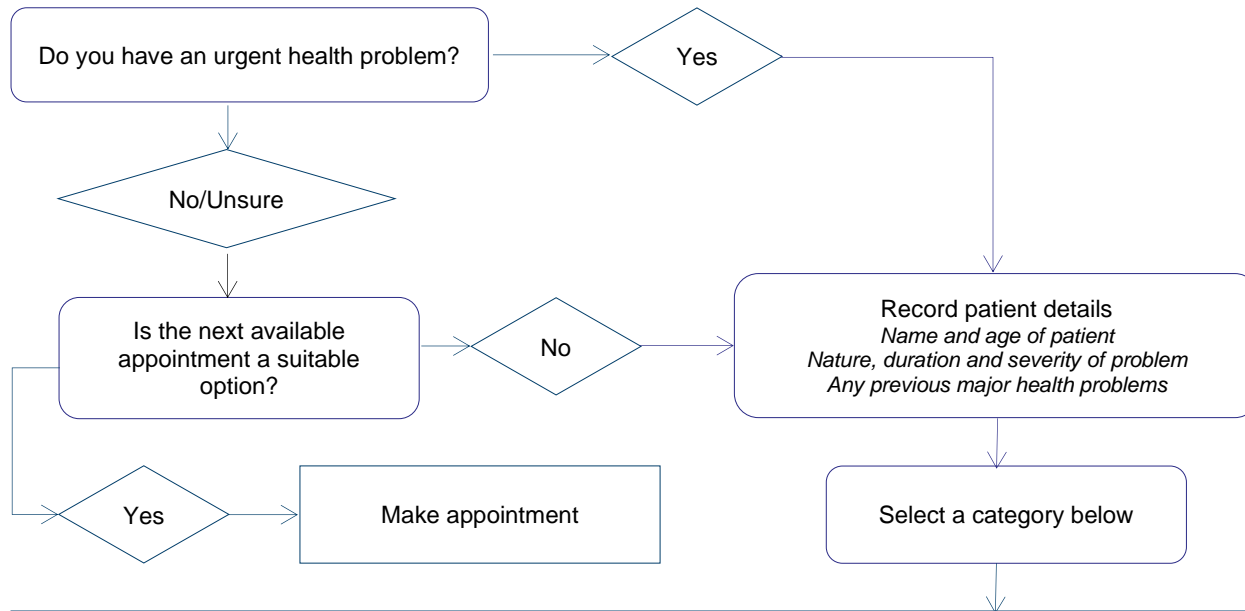 Do you have an urgent health problem?
Yes
No/Unsure
Is the next available
appointment a suitable
option?
No
Record patient details
Name and age of patient
Nature, duration and severity of problem
Any previous major health problems
Yes
Make appointment
Select a category below